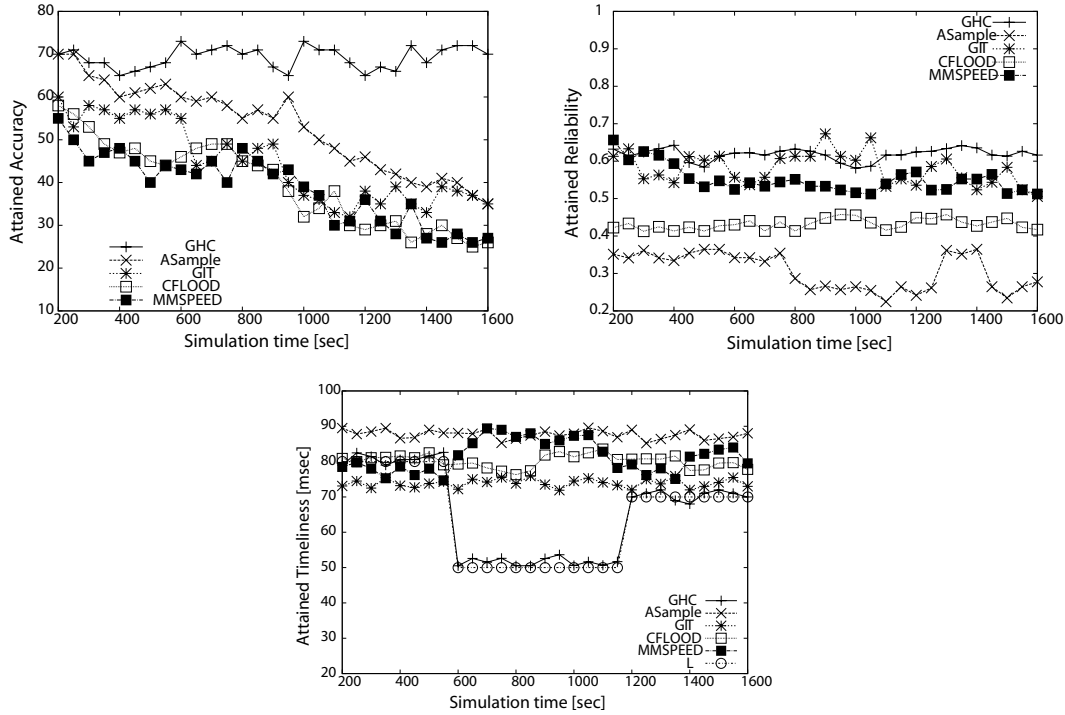 80
70
60
50
40
30
20
10
Attained Accuracy
GHC
ASample
GIT
CFLOOD
MMSPEED
200 400 600 800 1000 1200 1400 1600
Simulation time [sec]
1
0.9
0.8
0.7
0.6
0.5
0.4
0.3
0.2
Attained Reliability
GHC
ASample
GIT
CFLOOD
MMSPEED
200 400 600 800 1000 1200 1400 1600
Simulation time [sec]
100
90
80
70
60
50
40
30
20
Attained Timeliness [msec]
GHC
ASample
GIT
CFLOOD
MMSPEED
L
200 400 600 800 1000 1200 1400 1600
Simulation time [sec]